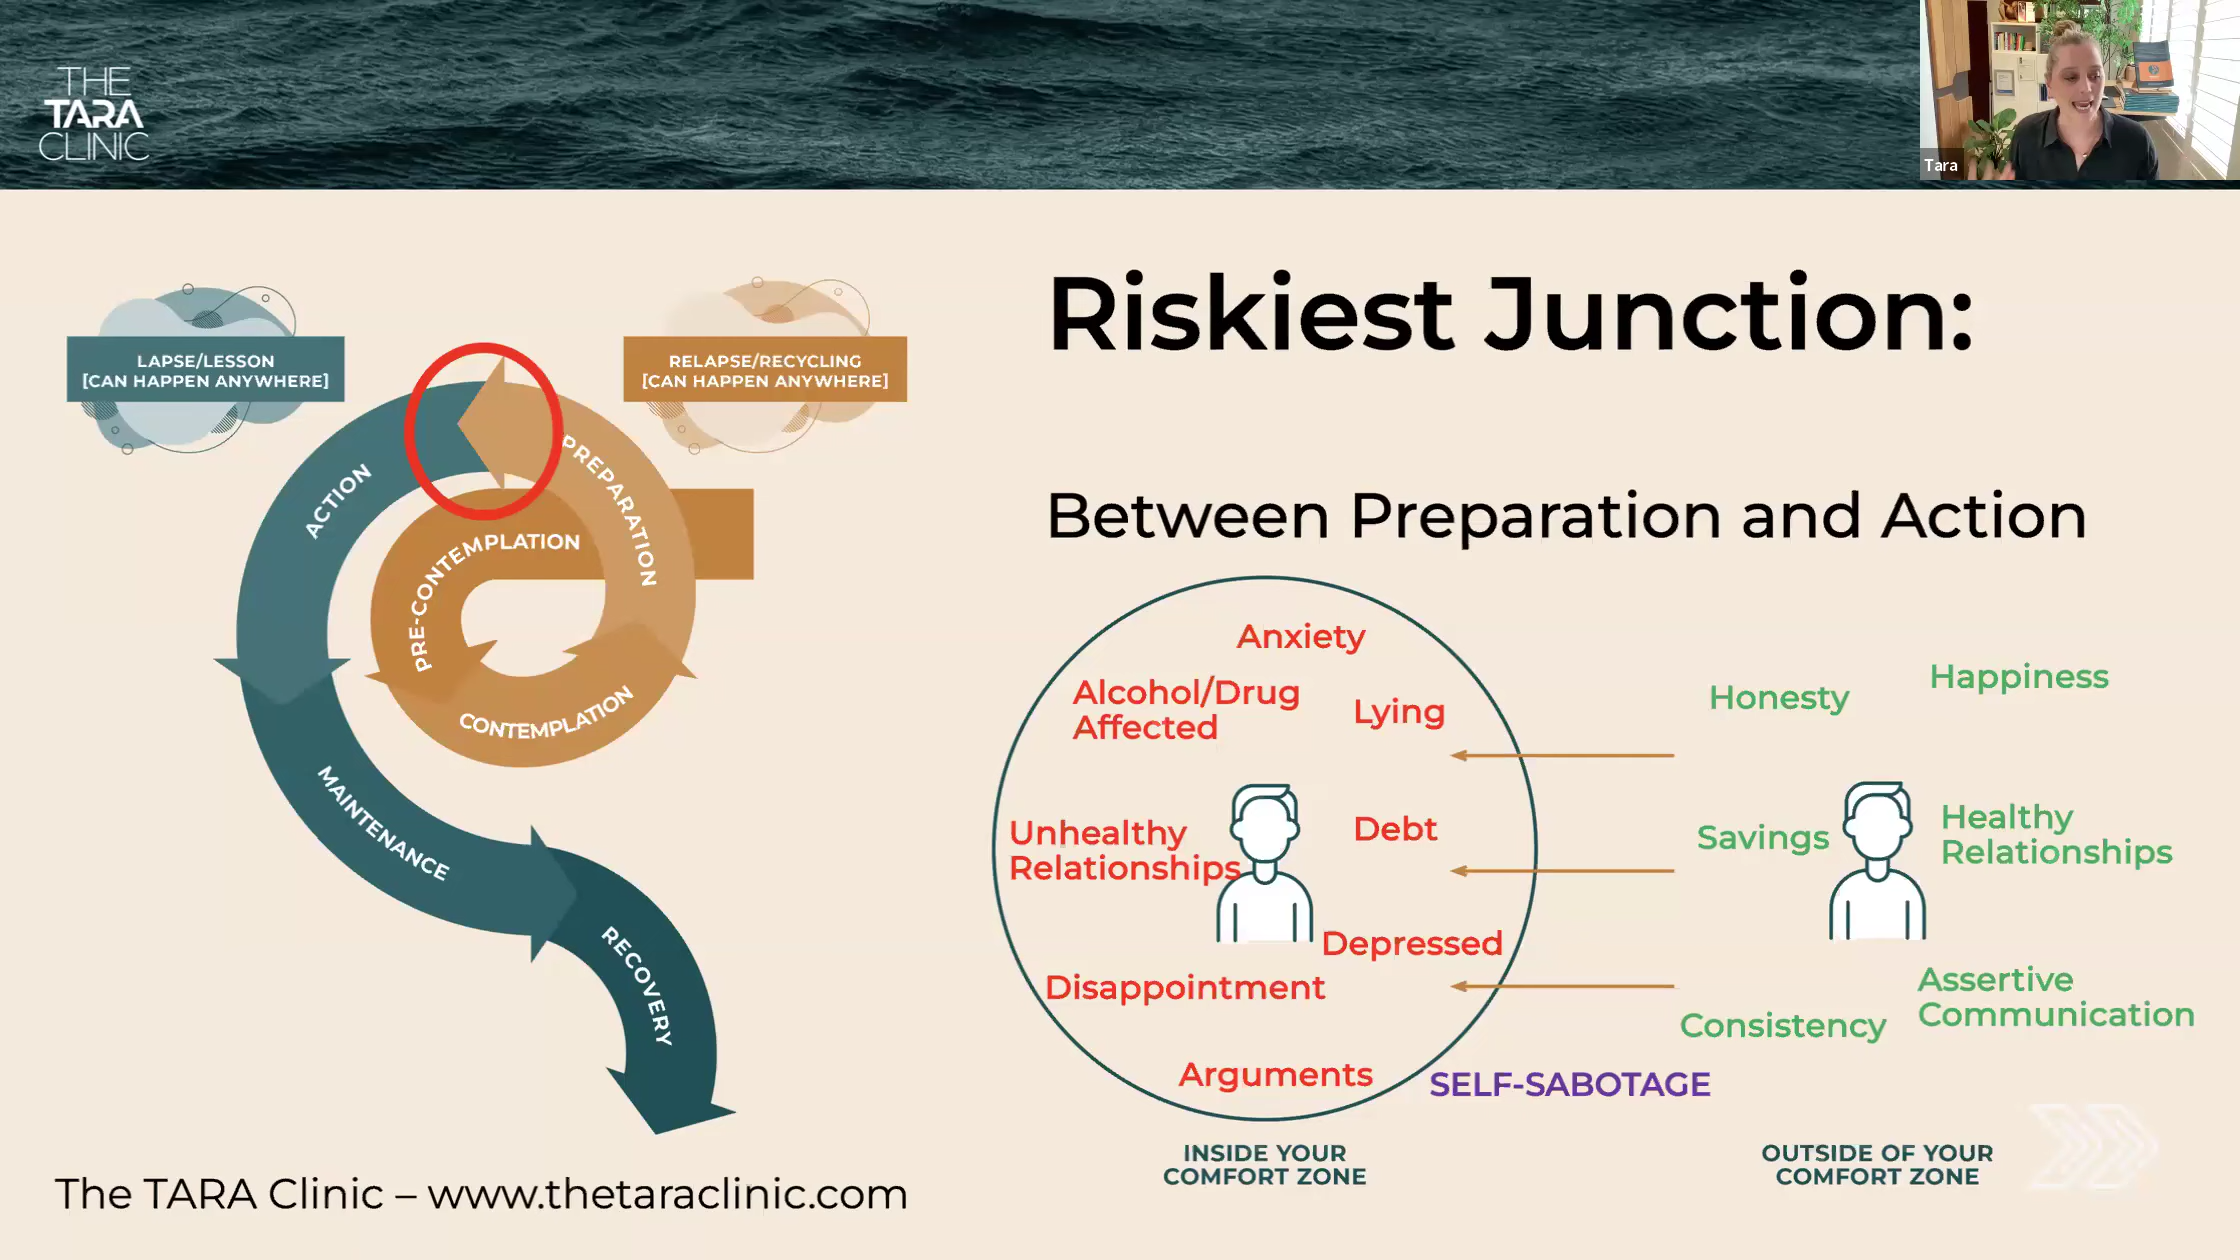 THE
TARA
CLINIC
Tara
LAPSE/LESSON
[CAN HAPPEN ANYWHERE]
RELAPSE/RECYCLING
[CAN HAPPEN ANYWHERE]
PRE-CONTEMPLATION
CONTEMPLATION
PREPARATION
ACTION
MAINTENANCE
RECOVERY
Riskiest Junction:
Between Preparation and Action
Anxiety
Alcohol/Drug
Affected
Lying
Unhealthy
Relationships
Debt
Depressed
Disappointment
Arguments
Honesty
Happiness
Savings
Healthy
Relationships
Assertive
Communication
Consistency
SELF-SABOTAGE
INSIDE YOUR
COMFORT ZONE
OUTSIDE OF YOUR
COMFORT ZONE
The TARA Clinic – www.thetaraclinic.com